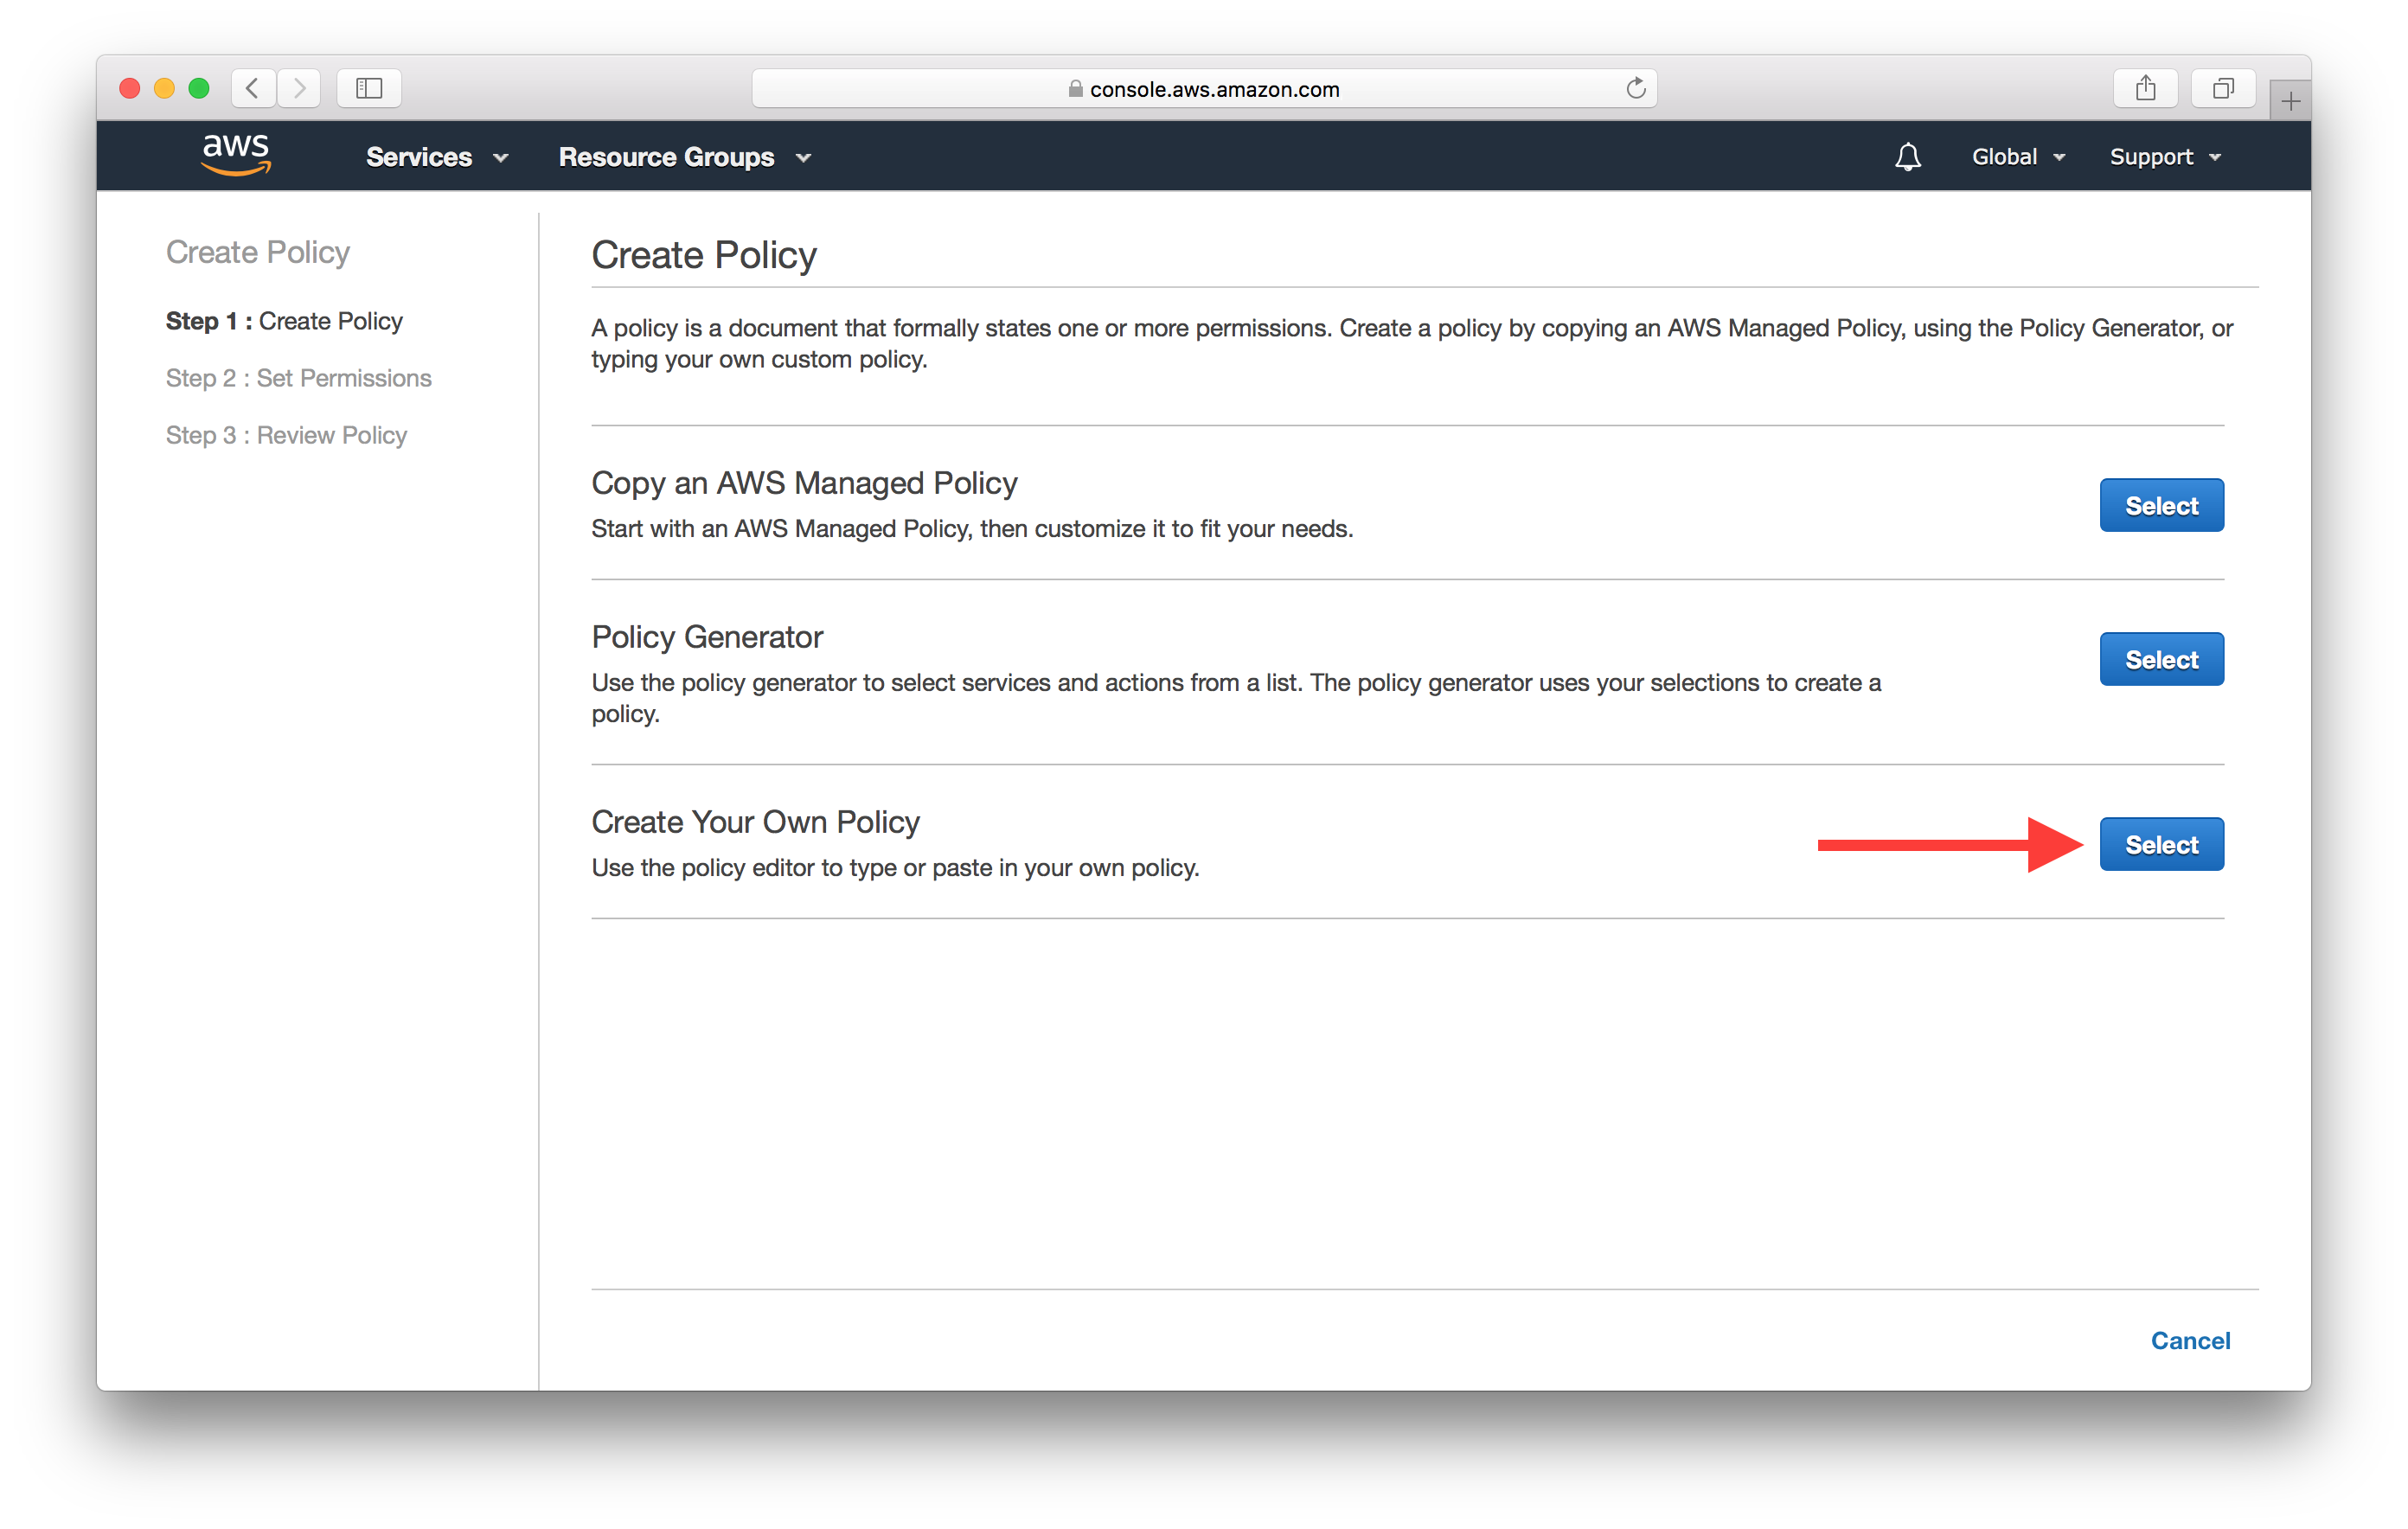 console.aws.amazon.com
aws Services Resource Groups Global Support
Create Policy
Step 1 : Create Policy
Step 2 : Set Permissions
Step 3 : Review Policy
Create Policy
A policy is a document that formally states one or more permissions. Create a policy by copying an AWS Managed Policy, using the Policy Generator, or
typing your own custom policy.
Copy an AWS Managed Policy
Start with an AWS Managed Policy, then customize it to fit your needs.
Select
Policy Generator
Use the policy generator to select services and actions from a list. The policy generator uses your selections to create a
policy.
Select
Create Your Own Policy
Use the policy editor to type or paste in your own policy.
Select
Cancel